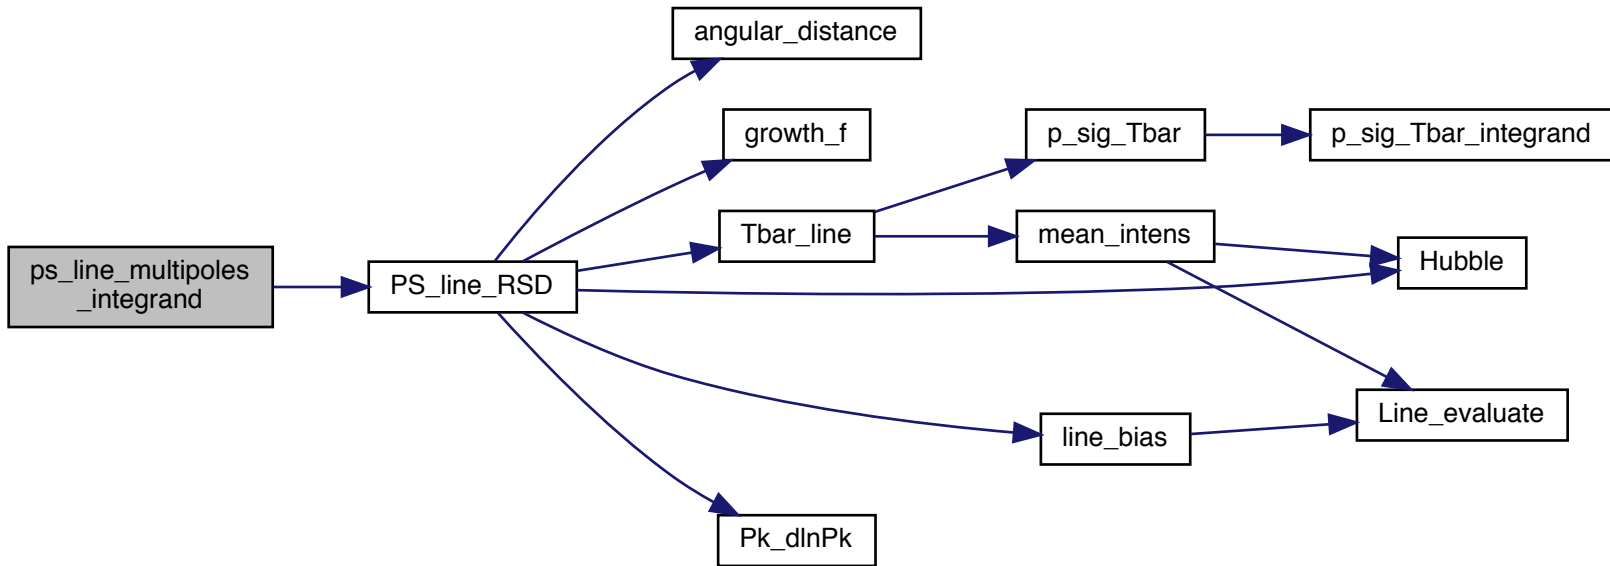 angular_distance
growth_f
p_sig_Tbar
p_sig_Tbar_integrand
Tbar_line
mean_intens
Hubble
ps_line_multipoles
_integrand
PS_line_RSD
Line_evaluate
line_bias
Pk_dlnPk